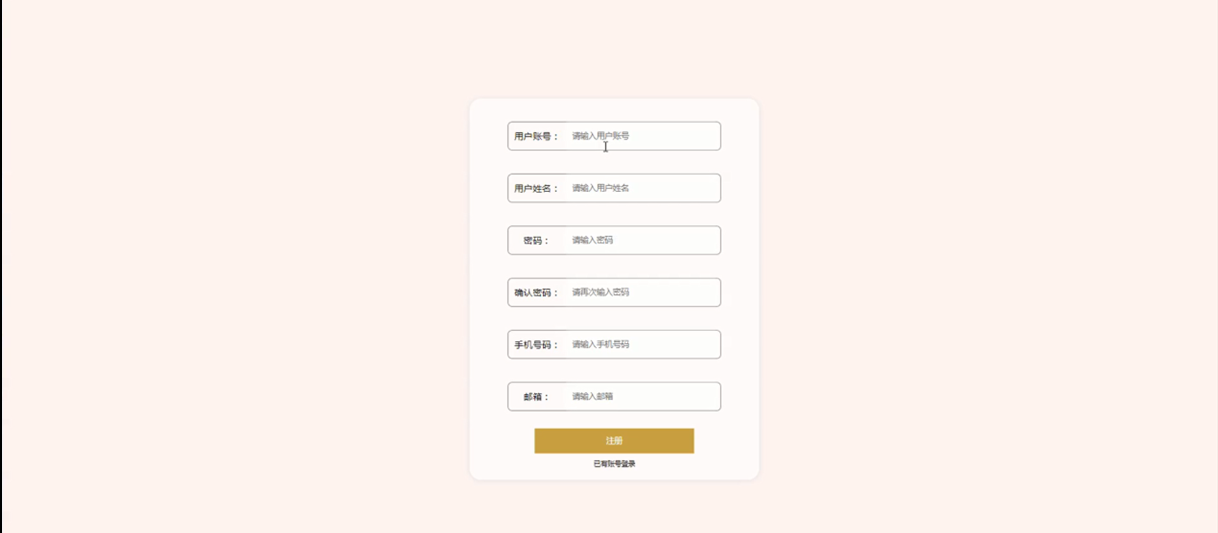 用户账号： 请输入用户账号
用户姓名： 请输入用户姓名
密码： 请输入密码
确认密码： 请再次输入密码
手机号码： 请输入手机号码
邮箱： 请输入邮箱
注册
已有账号登录